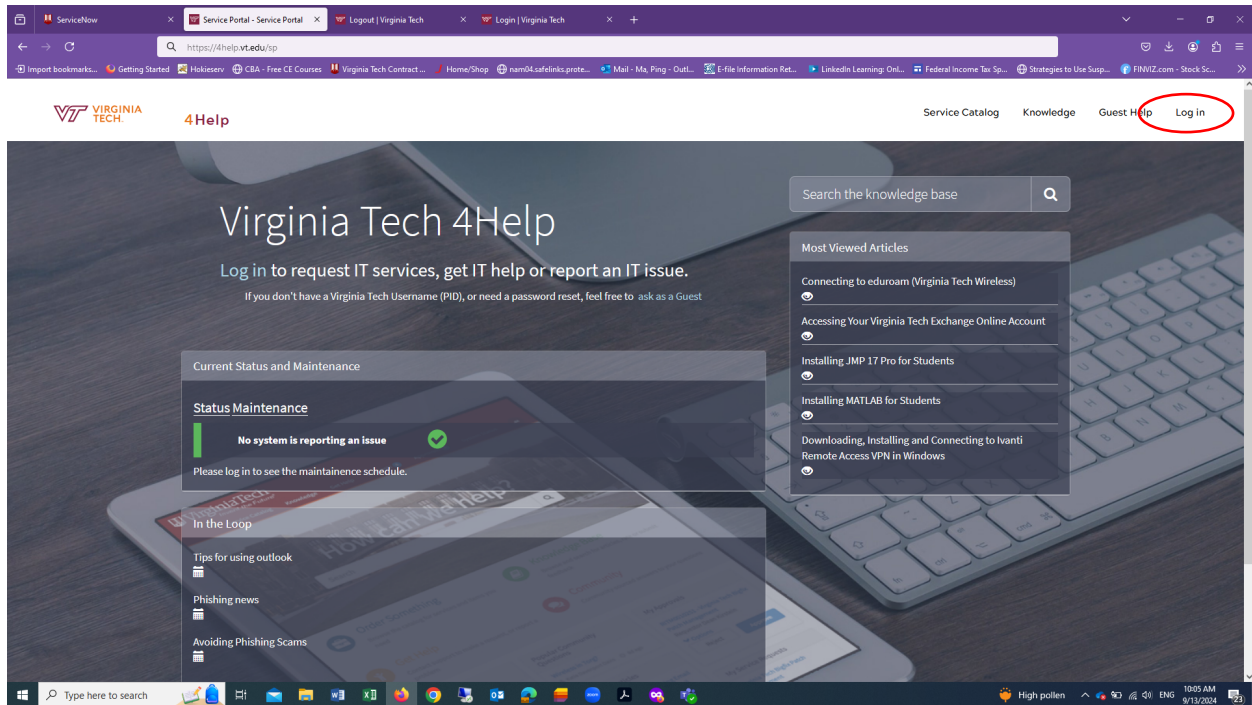 ServiceNow
Service Portal - Service Portal
Logout | Virginia Tech
Login | Virginia Tech
https://4help.vt.edu/sp
Import bookmarks...
Getting Started
Hokieserv
CBA - Free CE Courses
Virginia Tech Contract ...
Home/Shop
nam04.safelinks.prote...
Mail - Ma, Ping - Outl...
E-file Information Ret...
LinkedIn Learning: Onl...
Federal Income Tax Sp...
Strategies to Use Susp...
FINVIZ.com - Stock Sc...
VIRGINIA
TECH.
4Help
Service Catalog
Knowledge
Guest Help
Log in
Virginia Tech 4Help
Log in to request IT services, get IT help or report an IT issue.
If you don't have a Virginia Tech Username (PID), or need a password reset, feel free to ask as a Guest
Search the knowledge base
Most Viewed Articles
Connecting to eduroam (Virginia Tech Wireless)
Accessing Your Virginia Tech Exchange Online Account
Installing JMP 17 Pro for Students
Installing MATLAB for Students
Downloading, Installing and Connecting to Ivanti
Remote Access VPN in Windows
Current Status and Maintenance
Status Maintenance
No system is reporting an issue
Please log in to see the maintainence schedule.
In the Loop
Tips for using outlook
Phishing news
Avoiding Phishing Scams
VirginiaTech
How can We Help?
Type here to search
High pollen
ENG
10:05 AM
9/13/2024
23